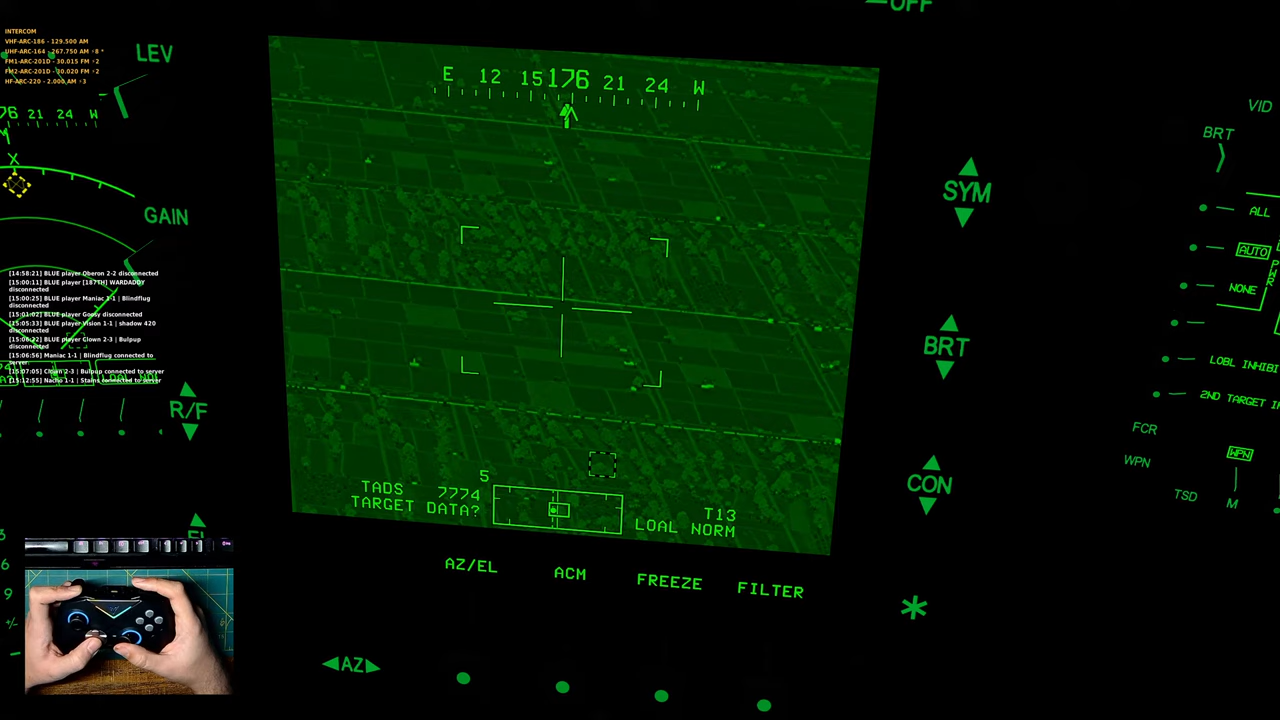 OFF
INTERCOM
VHF-ARC-186 - 129.500 AM
UHF-ARC-164 - 267.750 AM
FM1-ARC-201D - 30.015 FM
FM2-ARC-201D - 30.020 FM
HF-ARC-220 - 2.000 AM
LEV
76 21 24 W
X
GAIN
[14:58:21] BLUE player Oberon 2-2 disconnected
[15:00:11] BLUE player [187TH] WARDADDY
disconnected
[15:00:25] BLUE player Maniac 1-1 | Blindflug
disconnected
[15:01:02] BLUE player Goosy disconnected
[15:05:33] BLUE player Vision 1-1 | shadow 420
disconnected
[15:06:22] BLUE player Clown 2-3 | Bulpup
disconnected
[15:06:56] Maniac 1-1 | Blindflug connected to
server
[15:07:05] Clown 2-3 | Bulpup connected to server
[15:12:55] Nacho 1-1 | Stains connected to server
R/F
EL
6
9
+/-
E 12 15 176 21 24 W
5
TADS 7774
TARGET DATA?
T13
LOAL NORM
AZ/EL ACM FREEZE FILTER
AZ
SYM
BRT
CON
*
VID
BRT
ALL
AUTO
NONE
PWR
LOBL INHIBI
2ND TARGET I
FCR
WPN WPN
TSD M